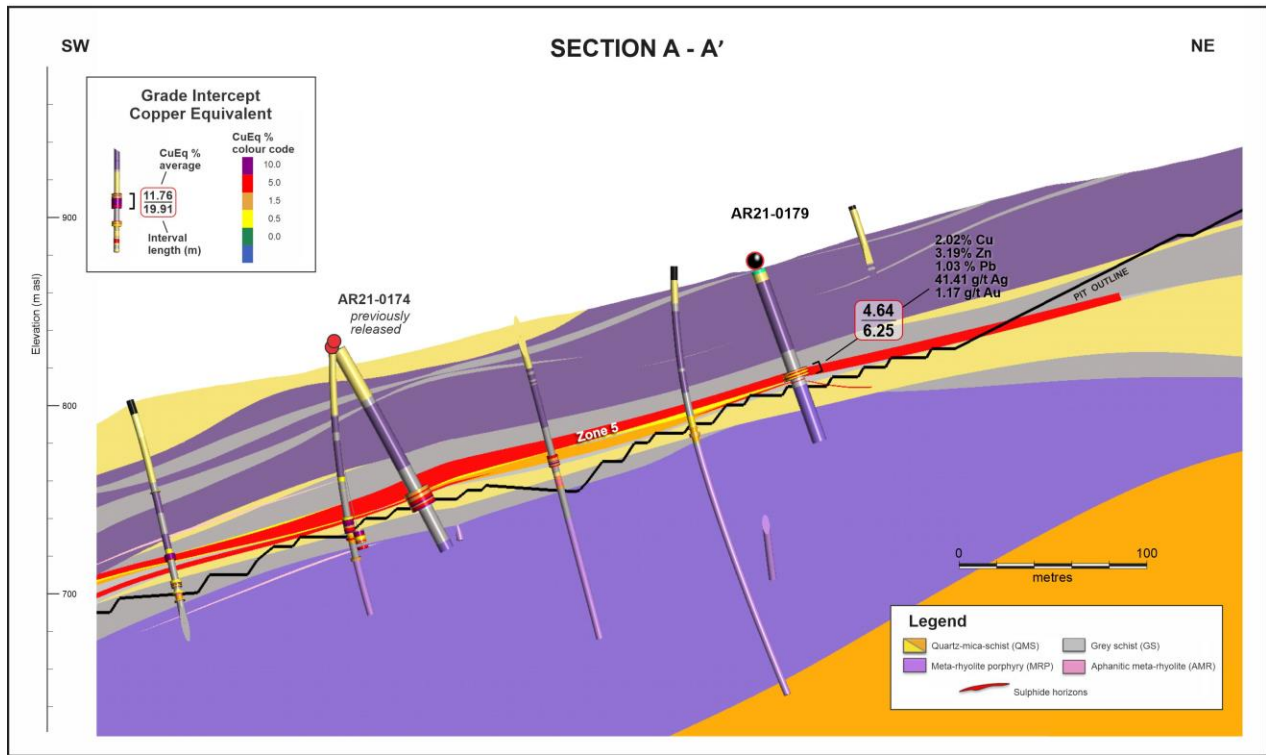 SW
SECTION A - A'
NE
Grade Intercept
Copper Equivalent
CuEq %
average
11.76
19.91
Interval
length (m)
CuEq %
colour code
10.0
5.0
1.5
0.5
0.0
Elevation (m asl)
900
800
700
AR21-0174
previously
released
AR21-0179
2.02% Cu
3.19% Zn
1.03 % Pb
41.41 g/t Ag
1.17 g/t Au
4.64
6.25
PIT OUTLINE
Zone 5
0
100
metres
Legend
Quartz-mica-schist (QMS)
Grey schist (GS)
Meta-rhyolite porphyry (MRP)
Aphanitic meta-rhyolite (AMR)
Sulphide horizons